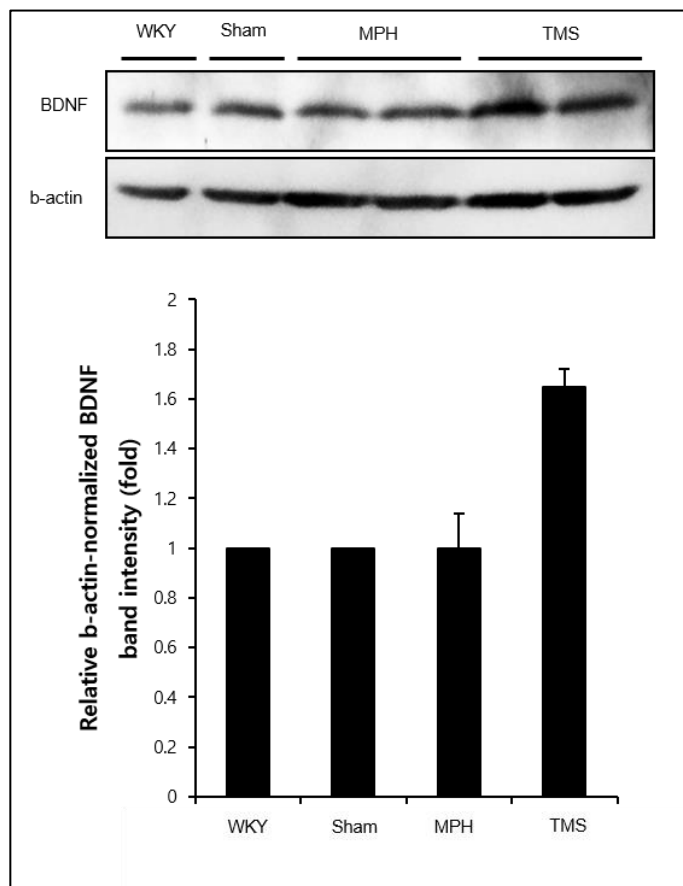 WKY Sham MPH TMS
BDNF
b-actin
Relative b-actin-normalized BDNF
band intensity (fold)
2
1.8
1.6
1.4
1.2
1
0.8
0.6
0.4
0.2
0
WKY Sham MPH TMS